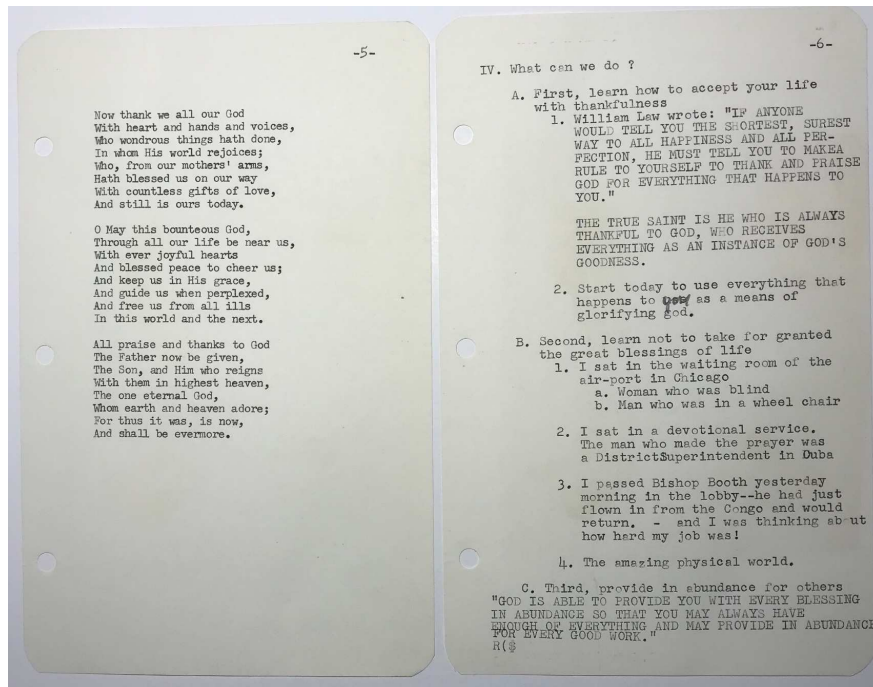 -5-
Now thank we all our God
With heart and hands and voices,
Who wondrous things hath done,
In whom His world rejoices;
Who, from our mothers' arms,
Hath blessed us on our way
With countless gifts of love,
And still is ours today.
O May this bounteous God,
Through all our life be near us,
With ever joyful hearts
And blessed peace to cheer us;
And keep us in His grace,
And guide us when perplexed,
And free us from all ills
In this world and the next.
All praise and thanks to God
The Father now be given,
The Son, and Him who reigns
With them in highest heaven,
The one eternal God,
Whom earth and heaven adore;
For thus it was, is now,
And shall be evermore.
-6-
IV. What can we do ?
A. First, learn how to accept your life
with thankfulness
1. William Law wrote: "IF ANYONE
WOULD TELL YOU THE SHORTEST, SUREST
WAY TO ALL HAPPINESS AND ALL PER-
FECTION, HE MUST TELL YOU TO MAKEA
RULE TO YOURSELF TO THANK AND PRAISE
GOD FOR EVERYTHING THAT HAPPENS TO
YOU."
THE TRUE SAINT IS HE WHO IS ALWAYS
THANKFUL TO GOD, WHO RECEIVES
EVERYTHING AS AN INSTANCE OF GOD'S
GOODNESS.
2. Start today to use everything that
happens to as a means of
glorifying god.
B. Second, learn not to take for granted
the great blessings of life
1. I sat in the waiting room of the
air-port in Chicago
a. Woman who was blind
b. Man who was in a wheel chair
2. I sat in a devotional service.
The man who made the prayer was
a DistrictSuperintendent in Cuba
3. I passed Bishop Booth yesterday
morning in the lobby--he had just
flown in from the Congo and would
return. - and I was thinking ab ut
how hard my job was!
4. The amazing physical world.
C. Third, provide in abundance for others
"GOD IS ABLE TO PROVIDE YOU WITH EVERY BLESSING
IN ABUNDANCE SO THAT YOU MAY ALWAYS HAVE
ENOUGH OF EVERYTHING AND MAY PROVIDE IN ABUNDANCE
FOR EVERY GOOD WORK."
R($